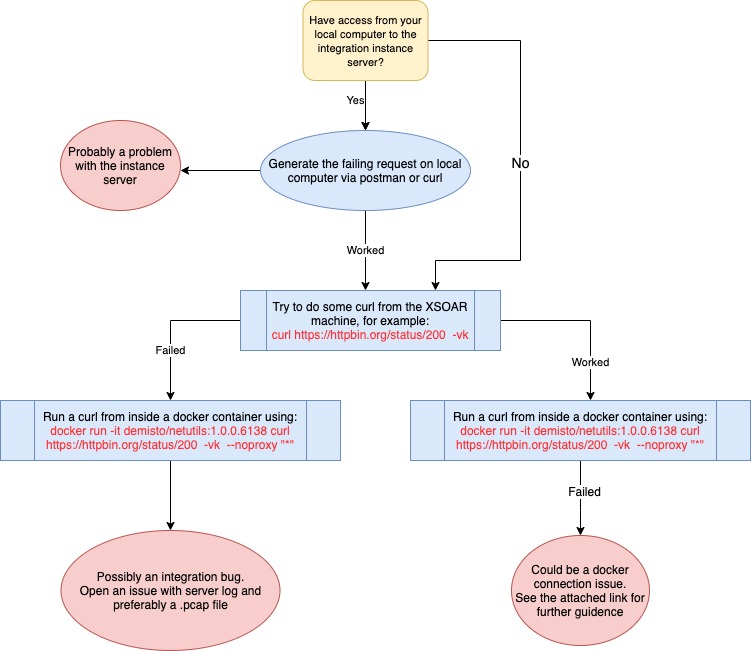 Have access from your
local computer to the
integration instance
server?
Yes
No
Probably a problem
with the instance
server
Generate the failing request on local
computer via postman or curl
Worked
Try to do some curl from the XSOAR
machine, for example:
curl https://httpbin.org/status/200 -vk
Failed
Worked
Run a curl from inside a docker container using:
docker run -it demisto/netutils:1.0.0.6138 curl
https://httpbin.org/status/200 -vk --noproxy "*"
Run a curl from inside a docker container using:
docker run -it demisto/netutils:1.0.0.6138 curl
https://httpbin.org/status/200 -vk --noproxy "*"
Failed
Possibly an integration bug.
Open an issue with server log and
preferably a .pcap file
Could be a docker
connection issue.
See the attached link for
further guidence